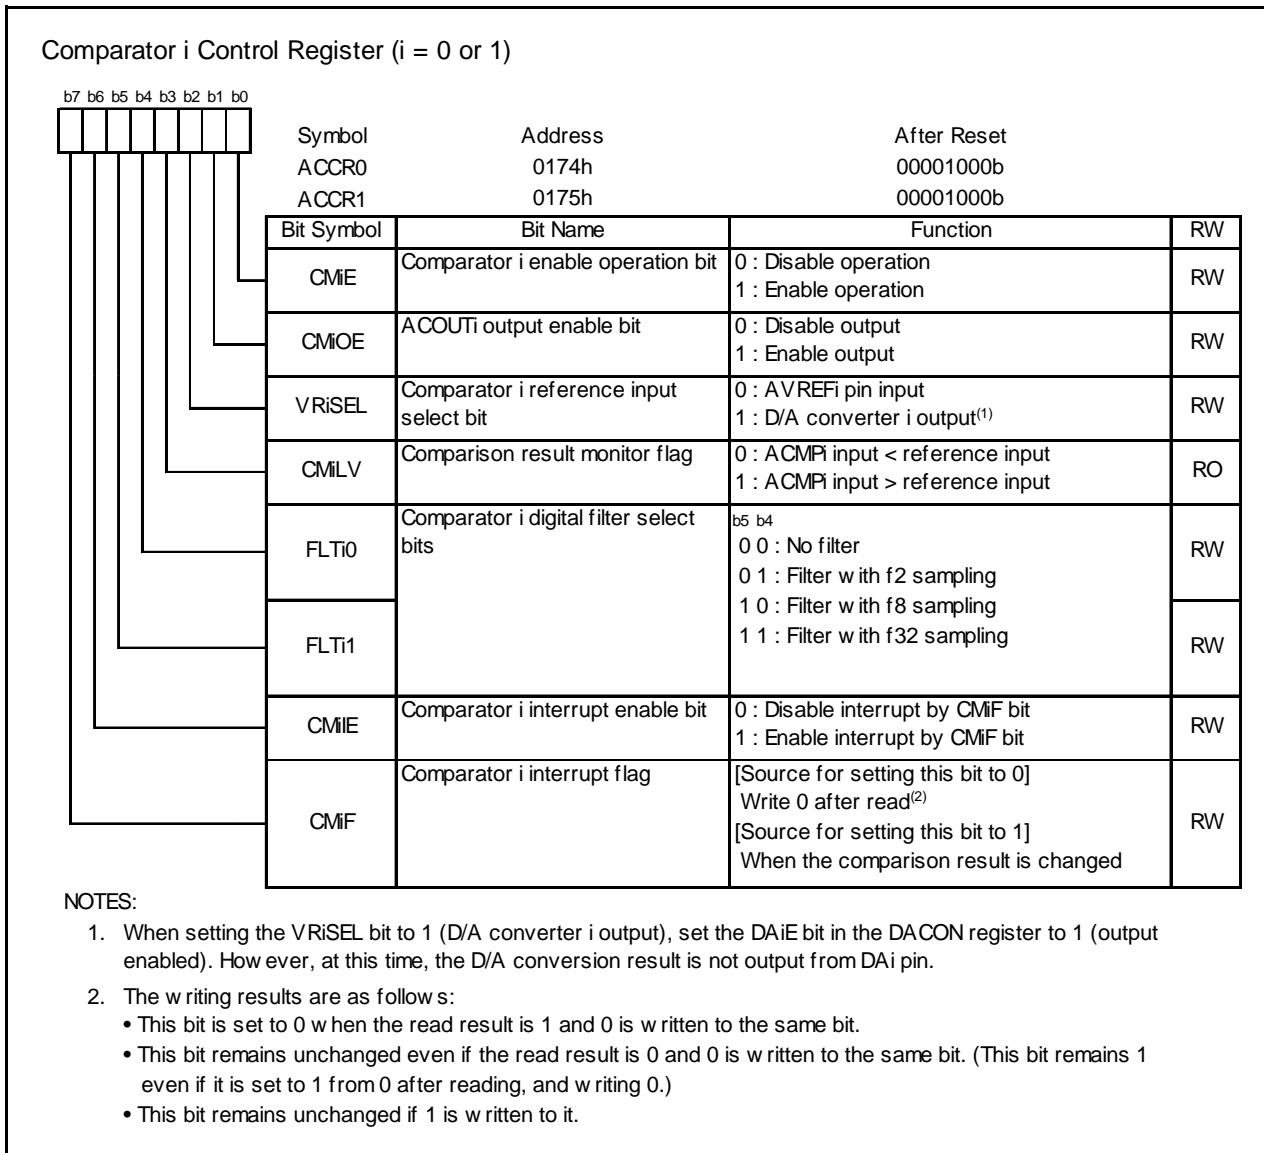 Comparator i Control Register (i = 0 or 1)
b7 b6 b5 b4 b3 b2 b1 b0
Symbol Address After Reset
ACCR0 0174h 00001000b
ACCR1 0175h 00001000b
Bit Symbol Bit Name Function RW
CMiE Comparator i enable operation bit 0 : Disable operation RW
1 : Enable operation
CMiOE ACOUTi output enable bit 0 : Disable output RW
1 : Enable output
VRiSEL Comparator i reference input 0 : AVREFi pin input RW
select bit 1 : D/A converter i output(1)
CMiLV Comparison result monitor flag 0 : ACMPi input < reference input RO
1 : ACMPi input > reference input
FLTi0 Comparator i digital filter select b5 b4 RW
bits 0 0 : No filter
0 1 : Filter with f2 sampling
1 0 : Filter with f8 sampling
FLTi1 1 1 : Filter with f32 sampling RW
CMiIE Comparator i interrupt enable bit 0 : Disable interrupt by CMiF bit RW
1 : Enable interrupt by CMiF bit
CMiF Comparator i interrupt flag [Source for setting this bit to 0] RW
Write 0 after read(2)
[Source for setting this bit to 1]
When the comparison result is changed
NOTES:
1. When setting the VRiSEL bit to 1 (D/A converter i output), set the DAiE bit in the DACON register to 1 (output
enabled). However, at this time, the D/A conversion result is not output from DAi pin.
2. The writing results are as follows:
• This bit is set to 0 when the read result is 1 and 0 is written to the same bit.
• This bit remains unchanged even if the read result is 0 and 0 is written to the same bit. (This bit remains 1
even if it is set to 1 from 0 after reading, and writing 0.)
• This bit remains unchanged if 1 is written to it.